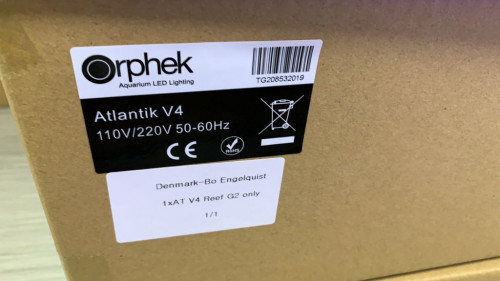 Orphek
Aquarium LED Lighting
TG208532019
Atlantik V4
110V/220V 50-60Hz
CE
RoHS
Denmark-Bo Engelquist
1xAT V4 Reef G2 only
1/1